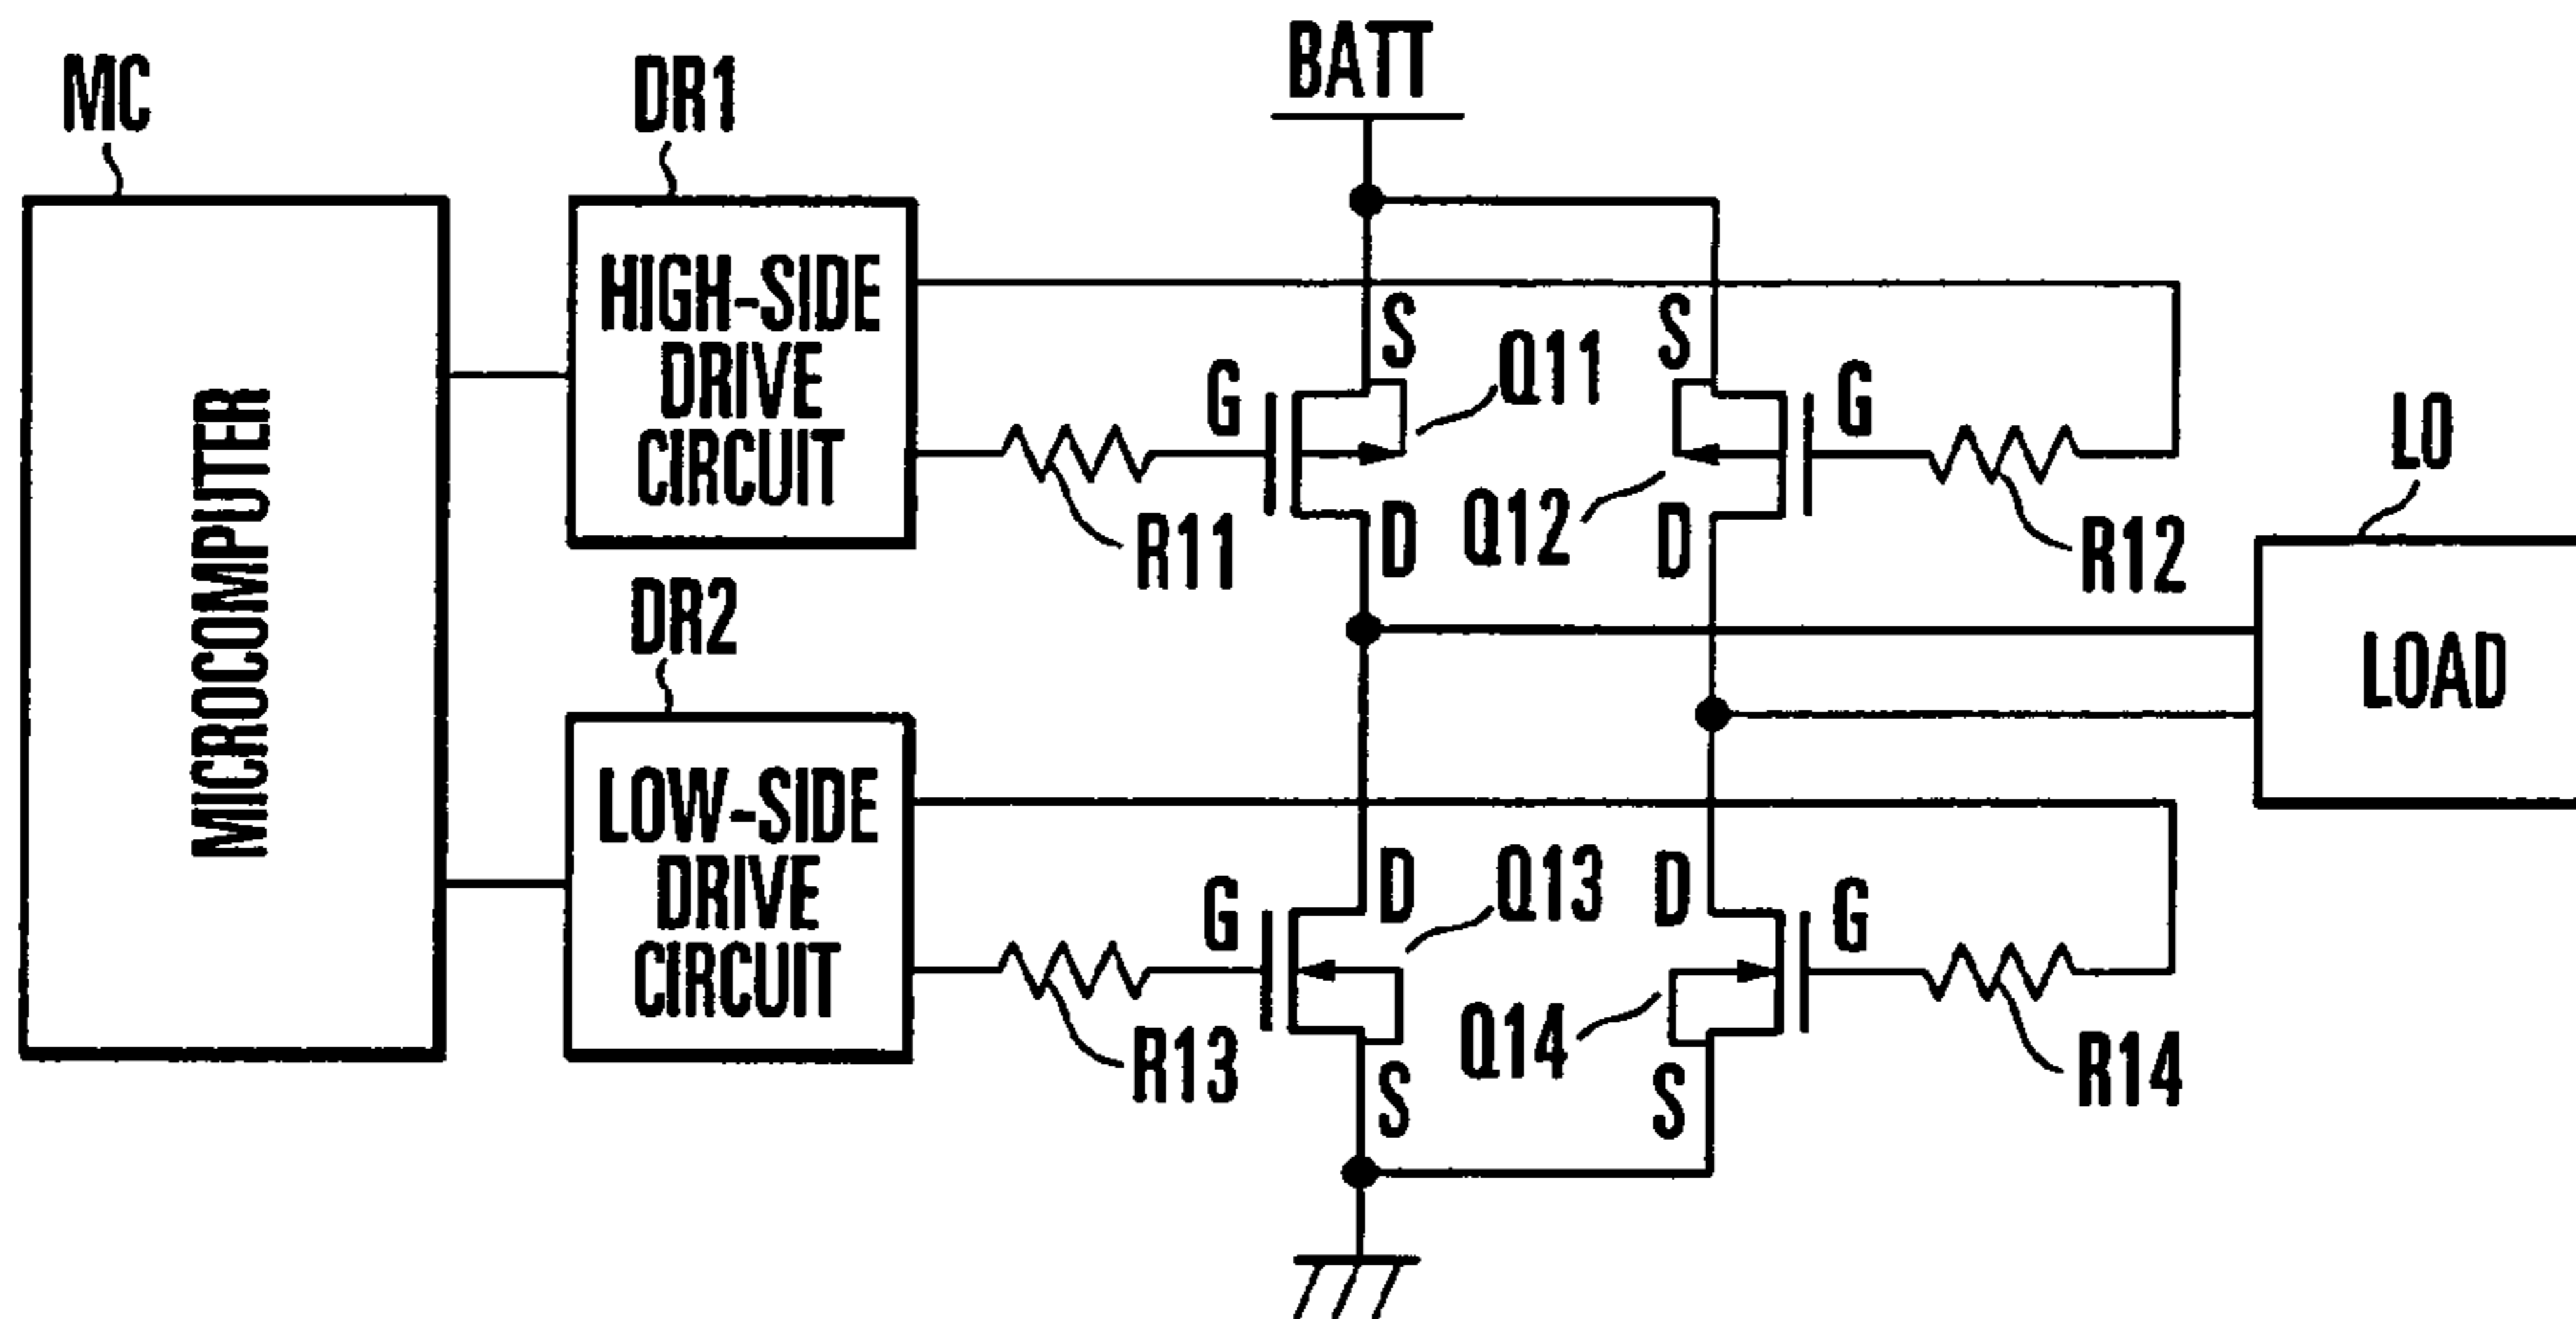 MC
DR1
BATT
MICROCOMPUTER
HIGH-SIDE
DRIVE
CIRCUIT
S
S
Q11
G
G
LO
Q12
D
D
R11
R12
DR2
LOAD
LOW-SIDE
DRIVE
CIRCUIT
D
Q13
D
G
G
Q14
R13
R14
S
S